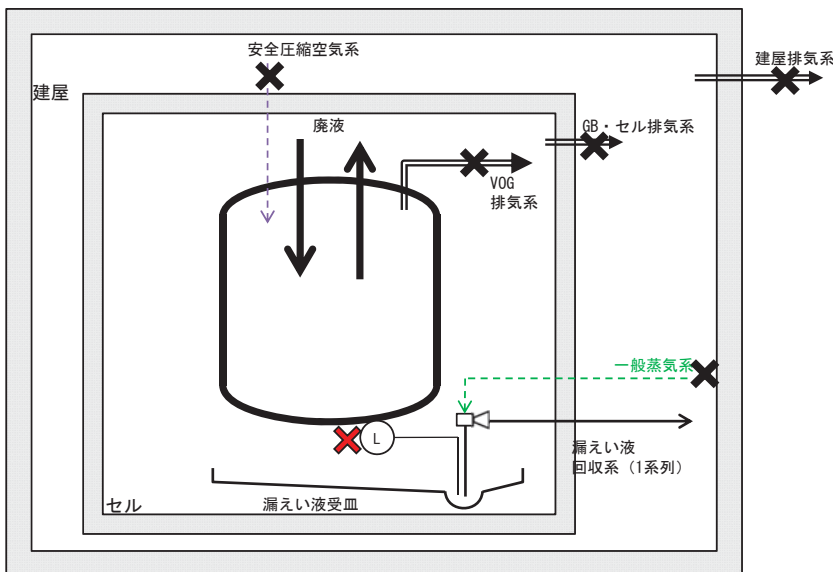 安全圧縮空気系
建屋排気系
建屋
廃液
GB・セル排気系
VOG
排気系
一般蒸気系
L
漏えい液
回収系（1系列）
セル
漏えい液受皿